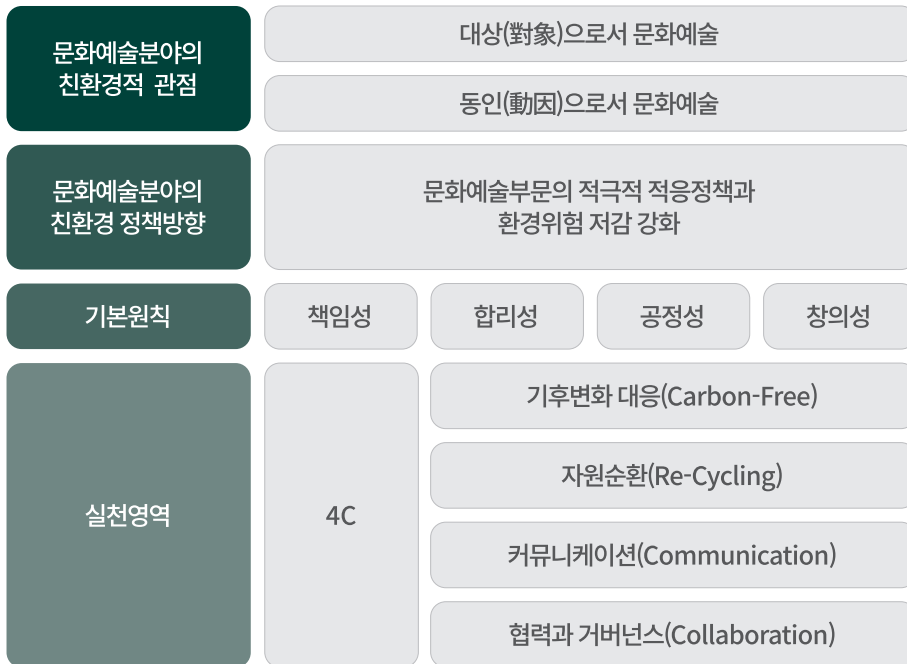 문화예술분야의
친환경적 관점
대상(對象)으로서 문화예술
동인(動因)으로서 문화예술
문화예술분야의
친환경 정책방향
문화예술부문의 적극적 적응정책과
환경위험 저감 강화
기본원칙
책임성
합리성
공정성
창의성
실천영역
4C
기후변화 대응(Carbon-Free)
자원순환(Re-Cycling)
커뮤니케이션(Communication)
협력과 거버넌스(Collaboration)